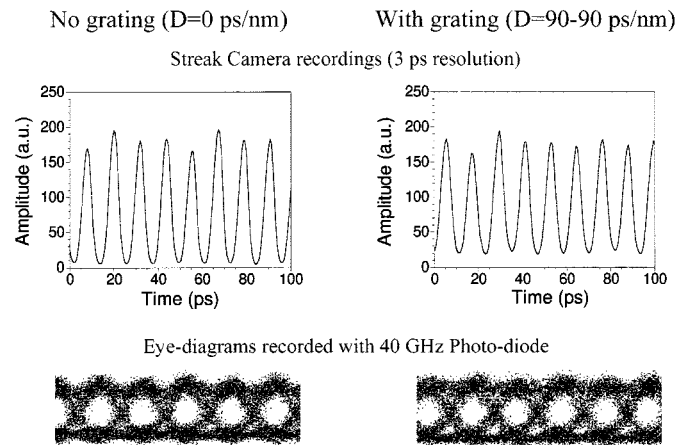 No grating (D=0 ps/nm) With grating (D=90-90 ps/nm)
Streak Camera recordings (3 ps resolution)
250
200
150
100
50
0
Amplitude (a.u.)
0 20 40 60 80 100
Time (ps)
250
200
150
100
50
0
Amplitude (a.u.)
0 20 40 60 80 100
Time (ps)
Eye-diagrams recorded with 40 GHz Photo-diode